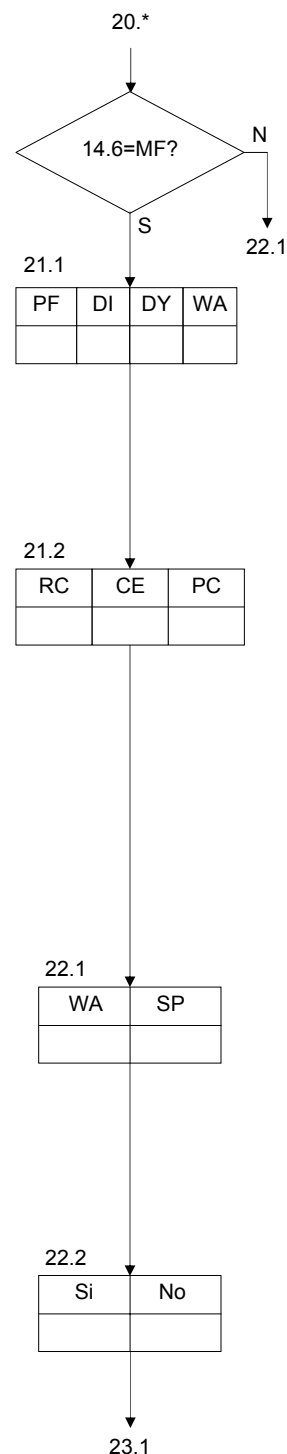 20.*
14.6=MF?
N
S
22.1
21.1
PF DI DY WA
21.2
RC CE PC
22.1
WA SP
22.2
Si No
23.1